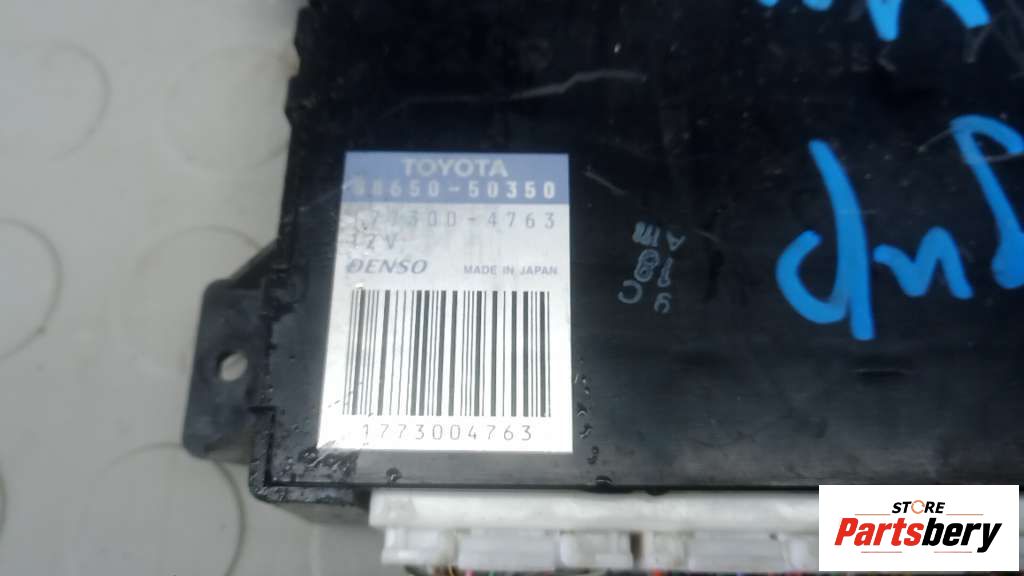 TOYOTA
88650-50350
177300-4763
12V
DENSO MADE IN JAPAN
1773004763
STORE
Partsbery